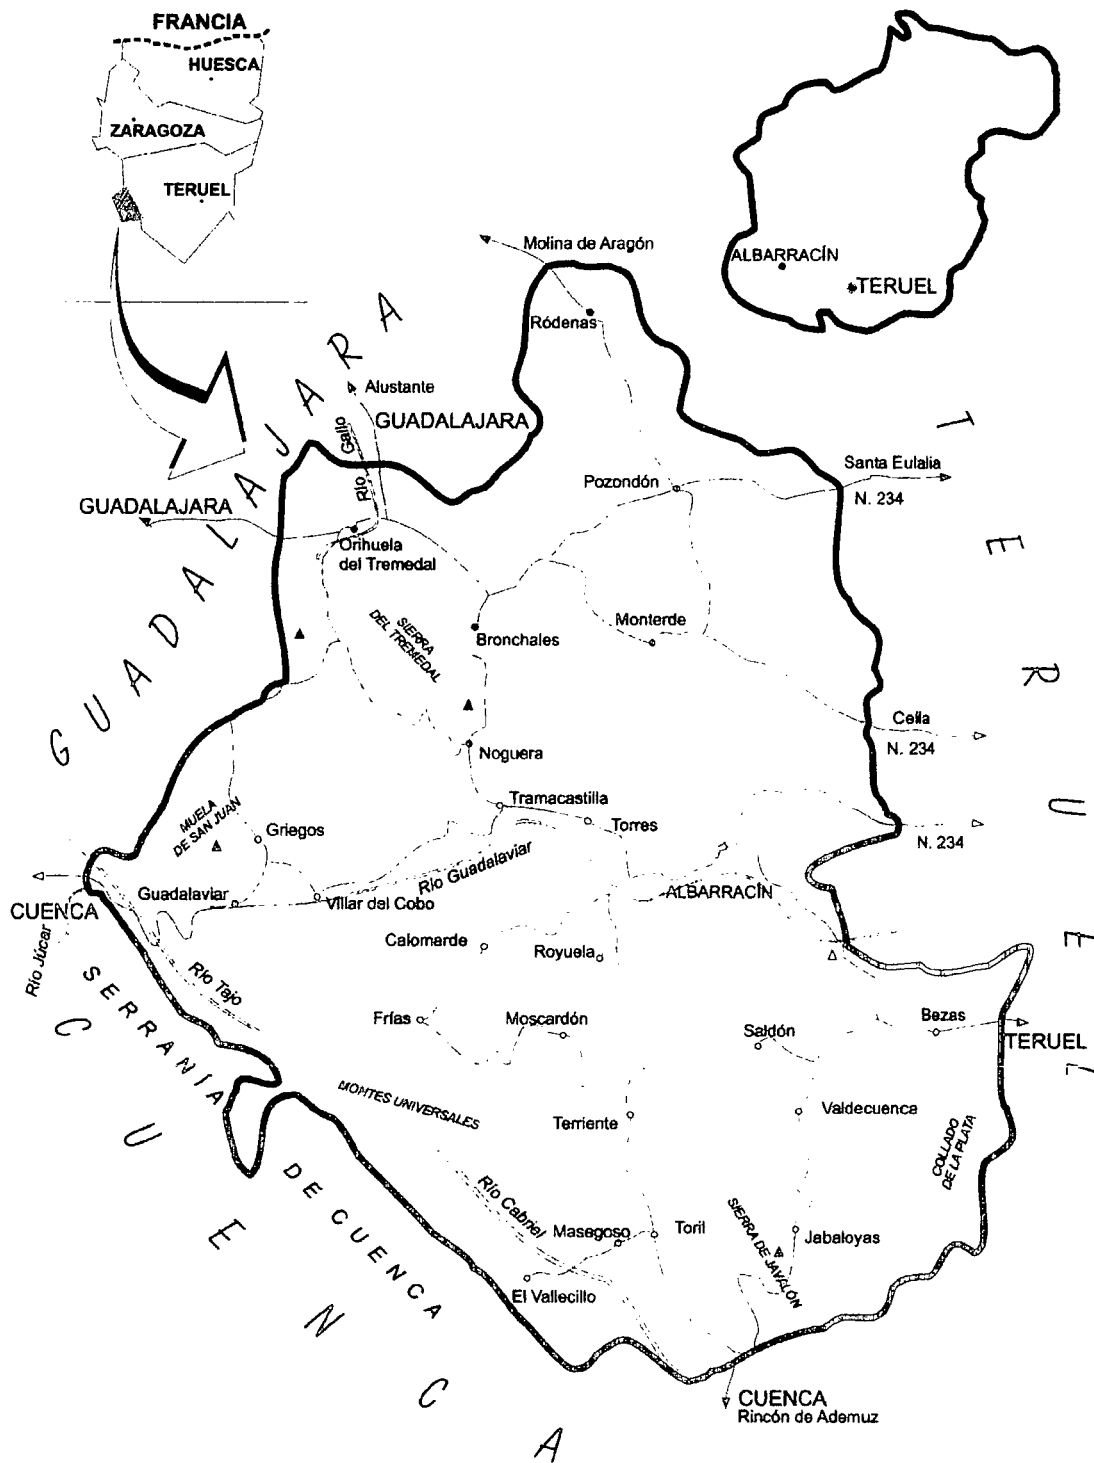 FRANCIA
HUESCA
ZARAGOZA
TERUEL
ALBARRACÍN
TERUEL
Molina de Aragón
Ródenas
GUADALAJARA
Alustante
GUADALAJARA
Río Gallo
TERUEL
Santa Eulalia
N. 234
Pozondón
GUADALAJARA
Orihuela
del Tremedal
SIERRA
DEL TREMEDAL
Bronchales
Monterde
Cella
N. 234
Noguera
Tramacastilla
Torres
N. 234
MUELA
DE SAN JUAN
Griegos
Río Guadalaviar
Guadalaviar
Villar del Cobo
ALBARRACÍN
CUENCA
Río Júcar
Calomarde
Royuela
Río Tajo
SERRANÍA
DE CUENCA
CUENCA
Frías
Moscardón
Saldón
Bezas
TERUEL
MONTES UNIVERSALES
Terriente
Valdecuenca
COLLADO
DE LA PLATA
Río Cabriel
Masegoso
Toril
SIERRA DE JAVALÓN
Jabaloyas
El Vallecillo
CUENCA
Rincón de Ademuz